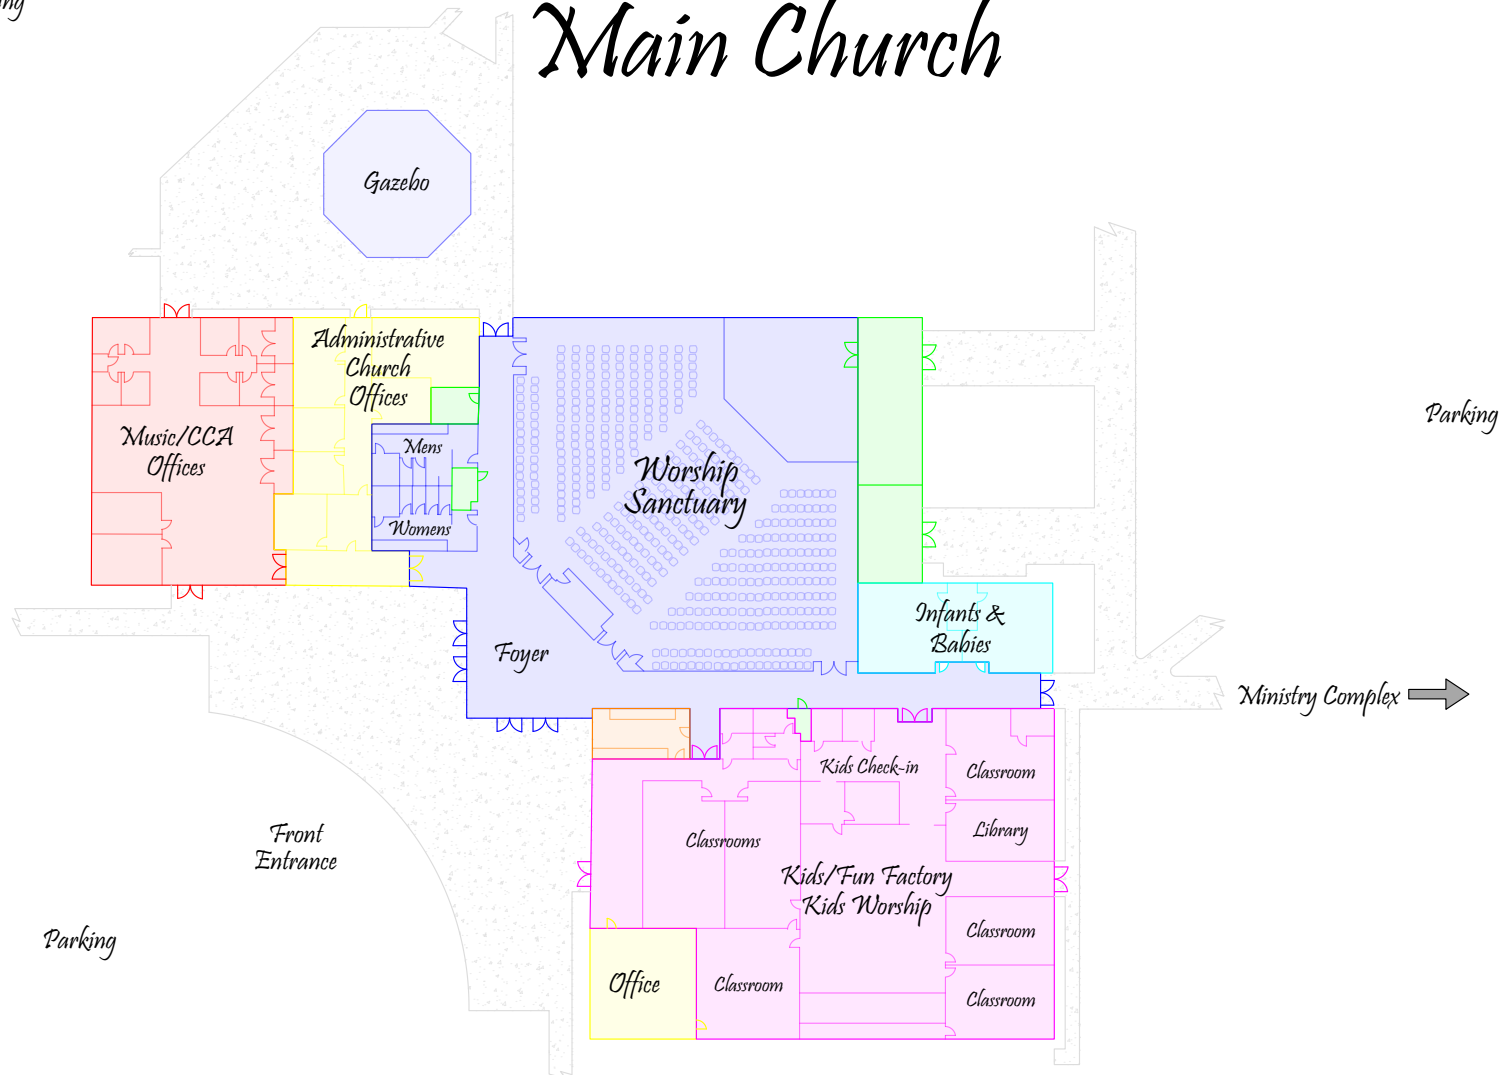 Main Church
Gazebo
Administrative
Church
Offices
Music/CCA
Offices
Mens
Womens
Worship
Sanctuary
Parking
Infants &
Babies
Foyer
Ministry Complex
Kids Check-in
Classroom
Library
Classrooms
Front
Entrance
Kids/Fun Factory
Kids Worship
Classroom
Parking
Office
Classroom
Classroom